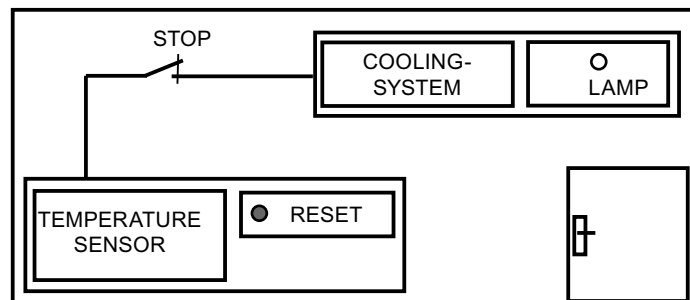 STOP
COOLING-
SYSTEM
LAMP
TEMPERATURE
SENSOR
RESET